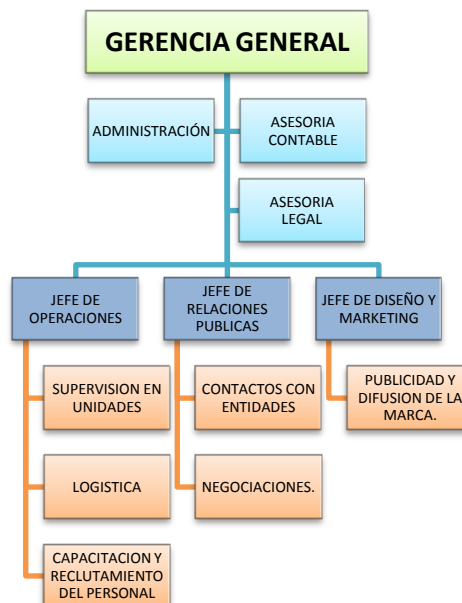 GERENCIA GENERAL
ADMINISTRACIÓN
ASESORIA
CONTABLE
ASESORIA
LEGAL
JEFE DE
OPERACIONES
JEFE DE
RELACIONES
PUBLICAS
JEFE DE DISEÑO Y
MARKETING
SUPERVISION EN
UNIDADES
CONTACTOS CON
ENTIDADES
PUBLICIDAD Y
DIFUSION DE LA
MARCA.
LOGISTICA
NEGOCIACIONES.
CAPACITACION Y
RECLUTAMIENTO
DEL PERSONAL